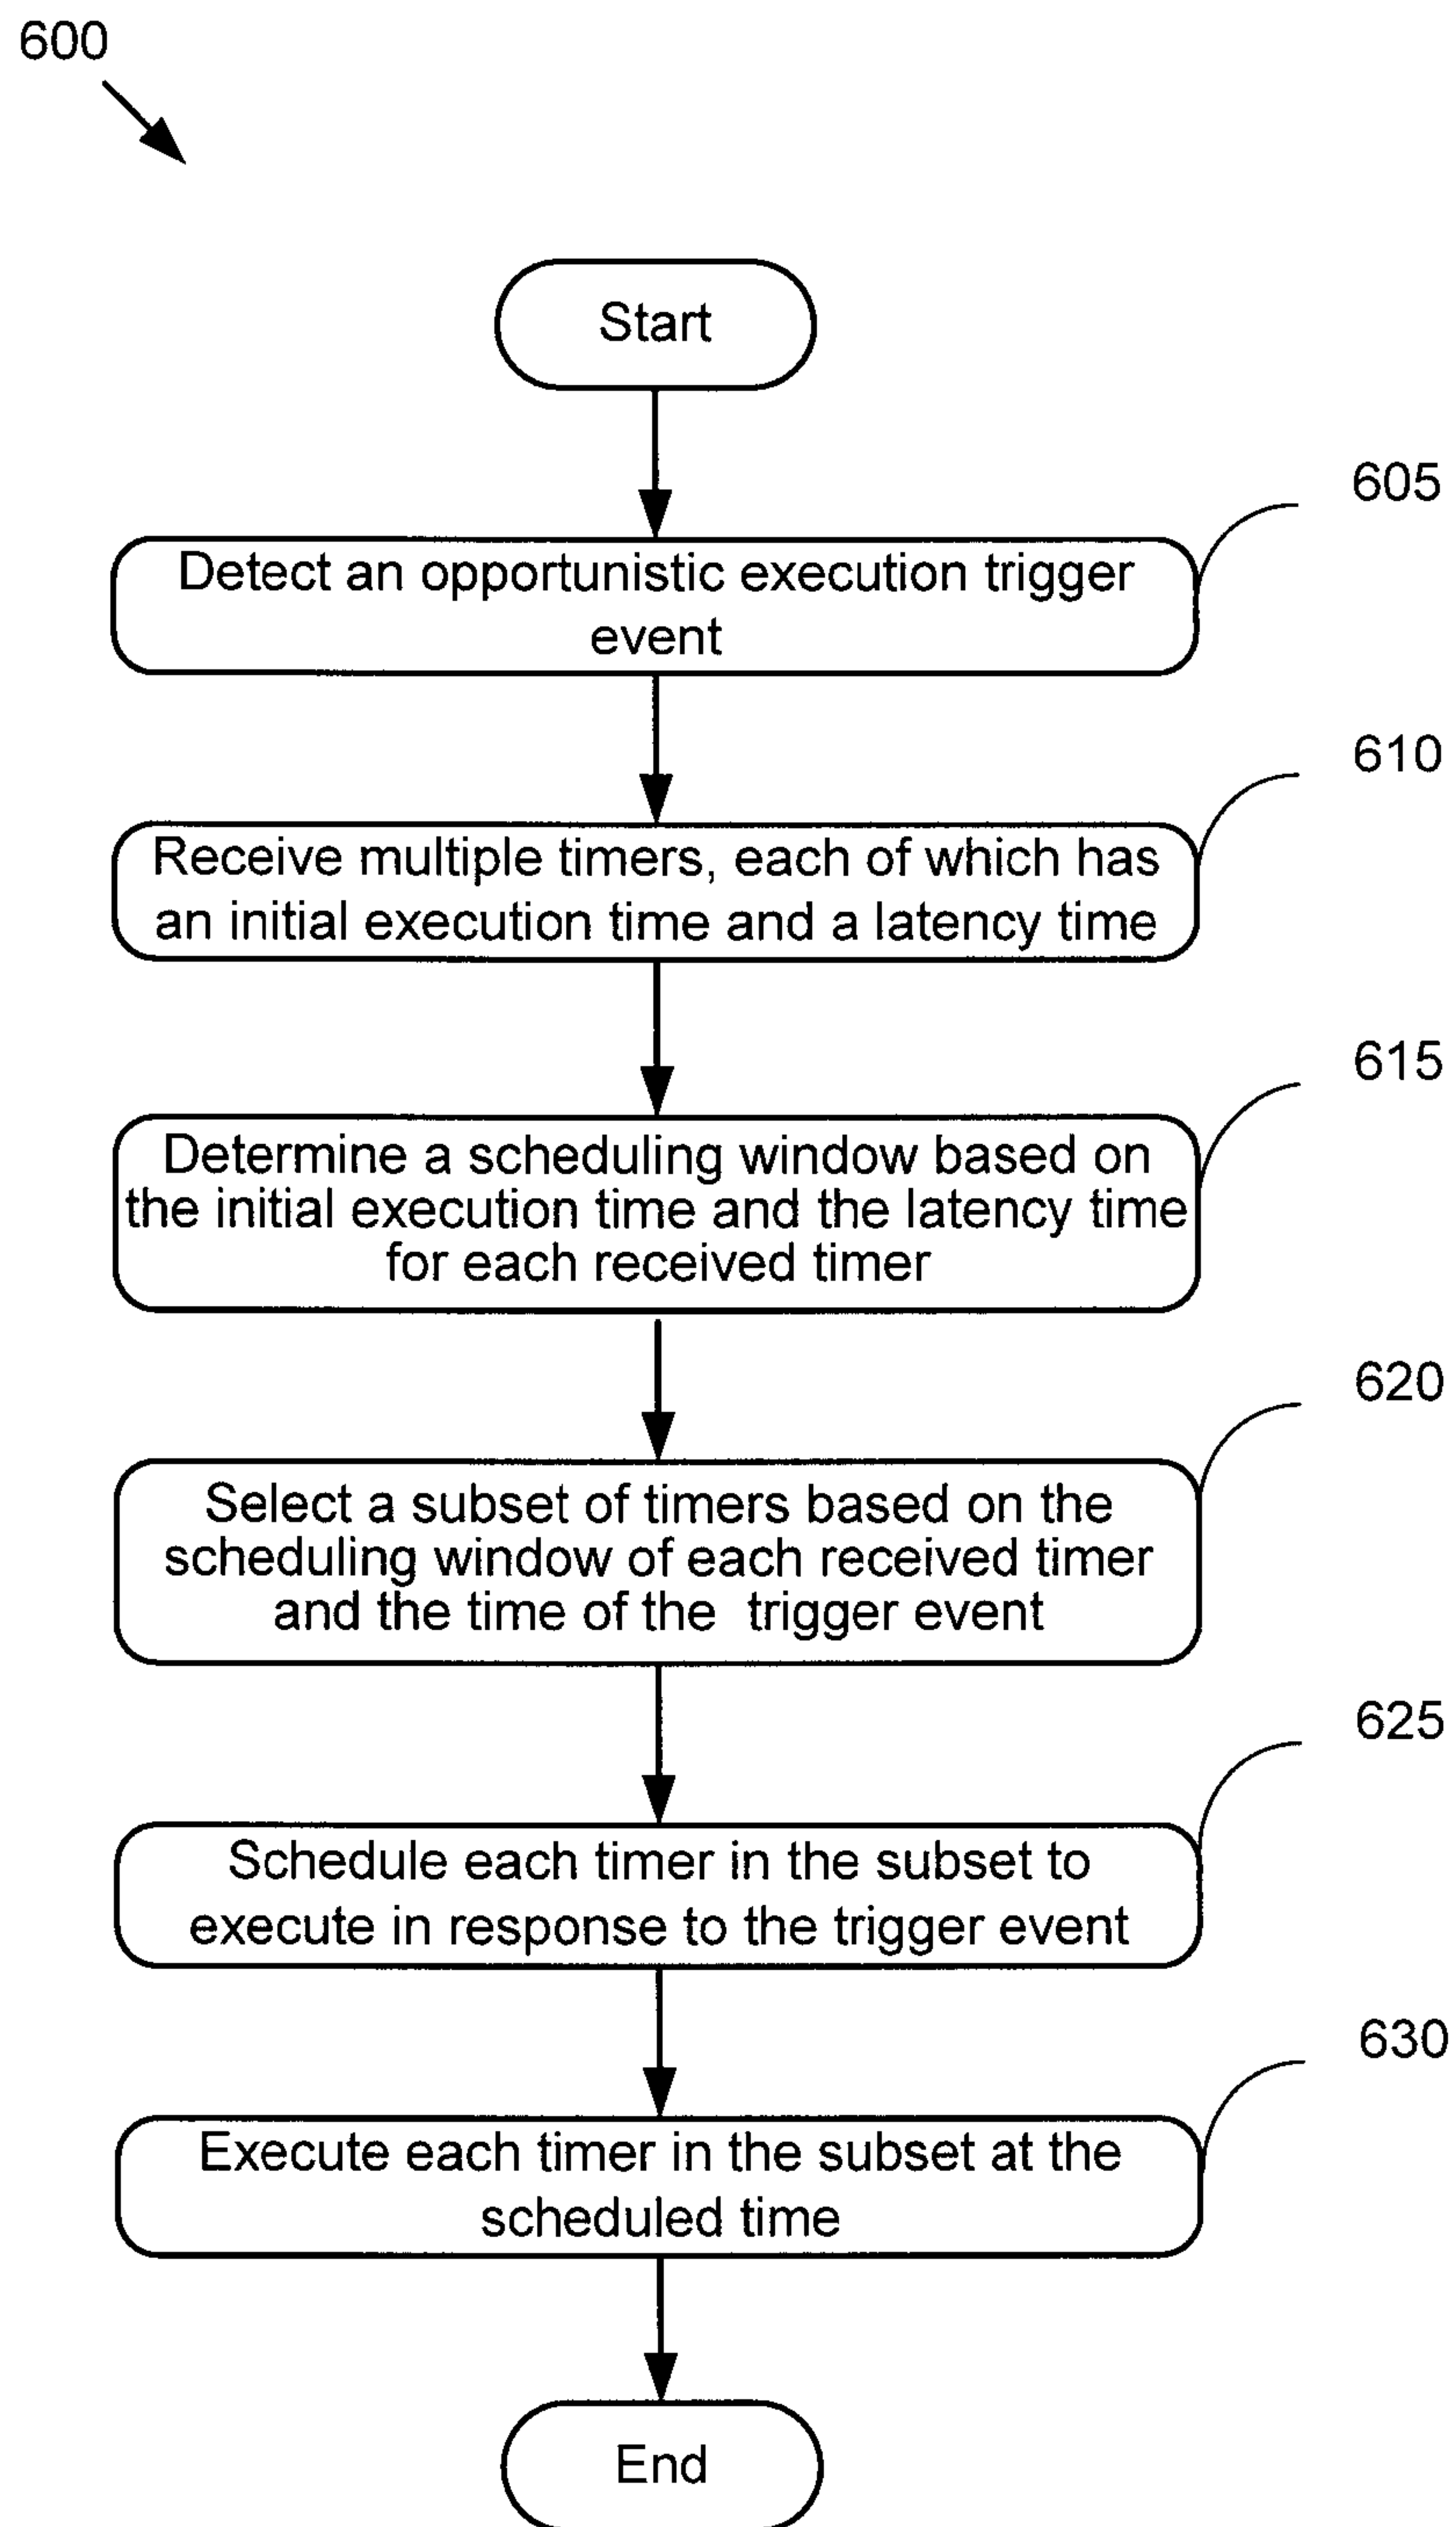 600
Start
605
Detect an opportunistic execution trigger
event
610
Receive multiple timers, each of which has
an initial execution time and a latency time
615
Determine a scheduling window based on
the initial execution time and the latency time
for each received timer
620
Select a subset of timers based on the
scheduling window of each received timer
and the time of the trigger event
625
Schedule each timer in the subset to
execute in response to the trigger event
630
Execute each timer in the subset at the
scheduled time
End